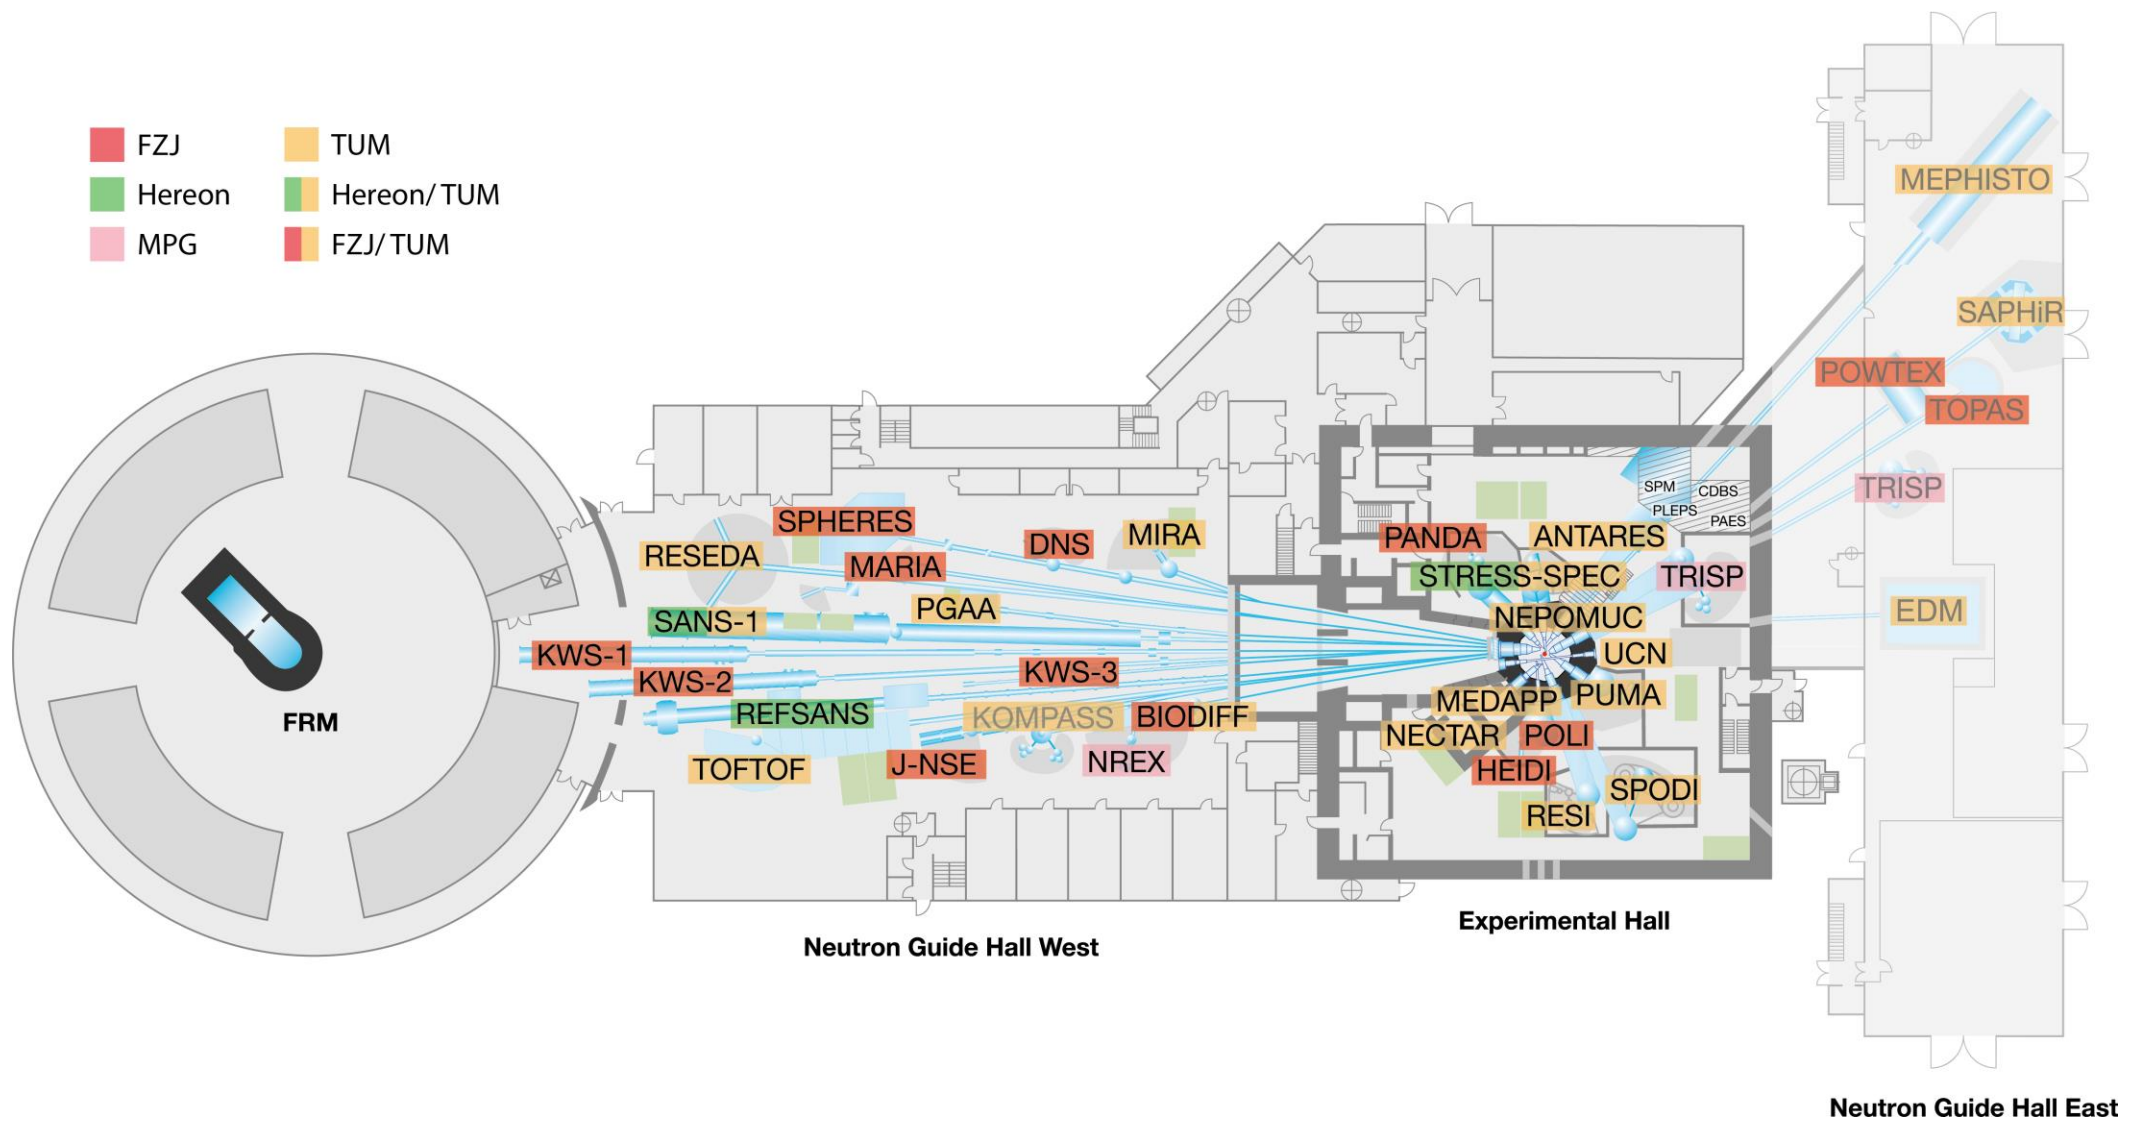 FZJ
TUM
Hereon
Hereon/ TUM
MPG
FZJ/ TUM
MEPHISTO
SAPHiR
POWTEX
TOPAS
TRISP
EDM
SPM
CDBS
PLEPS
PAES
SPHERES
RESEDA
MARIA
DNS
MIRA
PGAA
SANS-1
KWS-1
KWS-2
KWS-3
REFSANS
KOMPASS
BIODIFF
TOFTOF
J-NSE
NREX
PANDA
ANTARES
STRESS-SPEC
TRISP
NEPOMUC
UCN
MEDAPP
PUMA
NECTAR
POLI
HEIDI
SPODI
RESI
FRM
Neutron Guide Hall West
Experimental Hall
Neutron Guide Hall East